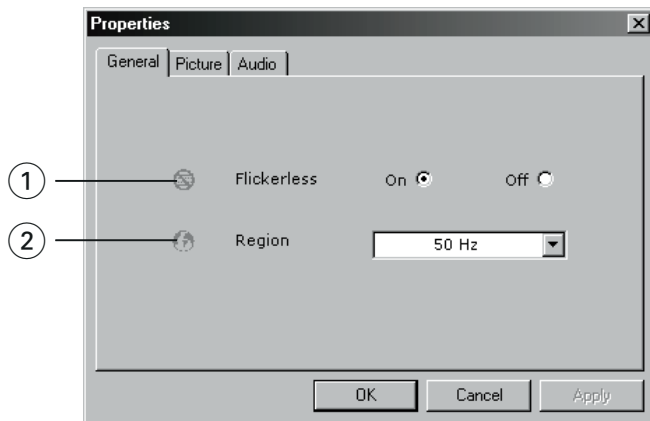 Properties
General Picture Audio
1 Flickerless On Off
2 Region 50 Hz
OK Cancel Apply